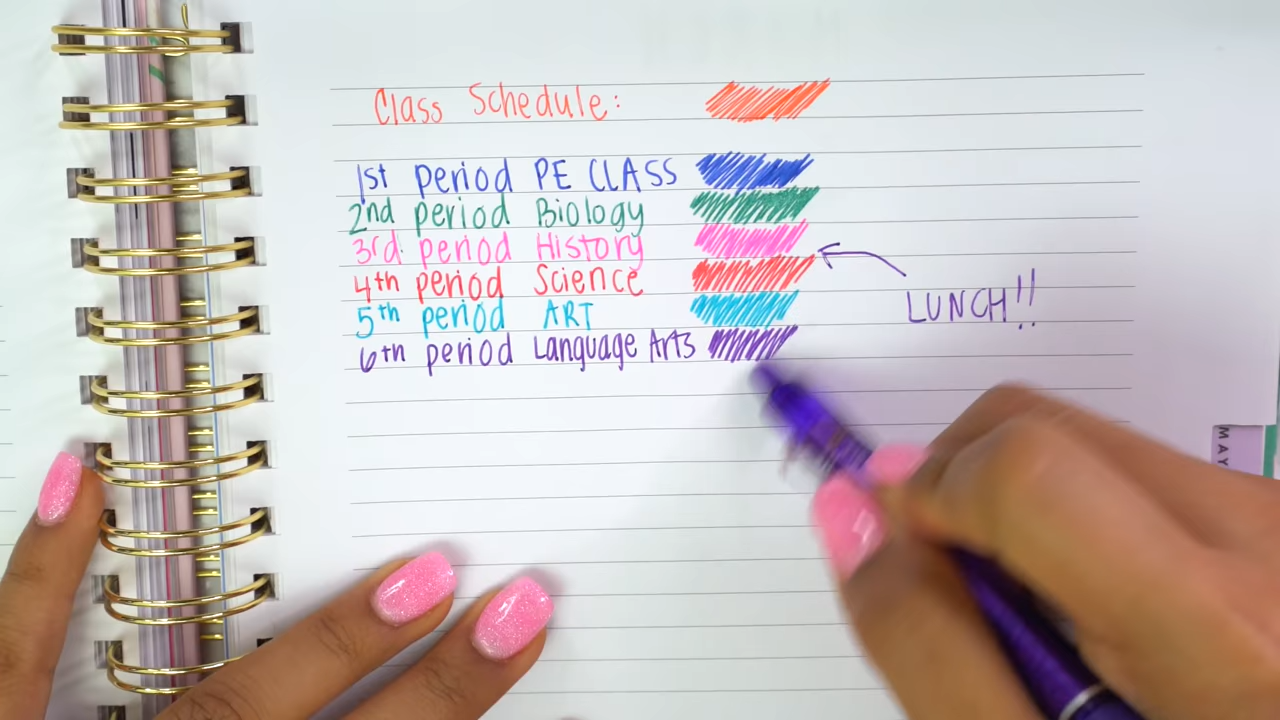 Class Schedule:
1st period PE CLASS
2nd period Biology
3rd. period History
4th period Science
LUNCH!!
5th period ART
6th period Language Arts
MAY